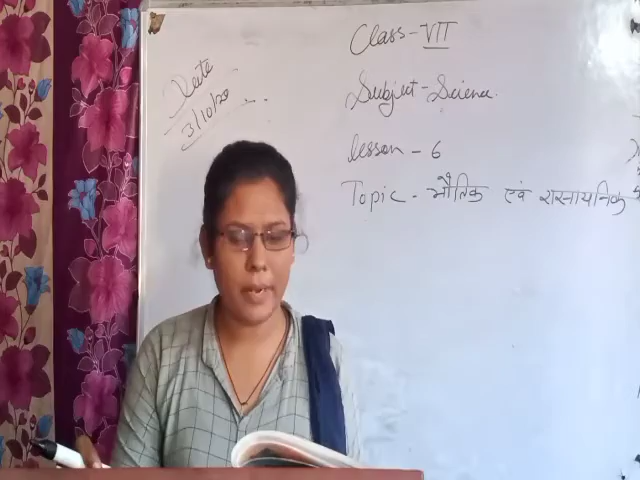 Class - VII
Date
3/10/20
Subject - Science.
lesson - 6
Topic - भौतिक एवं रासायनिक